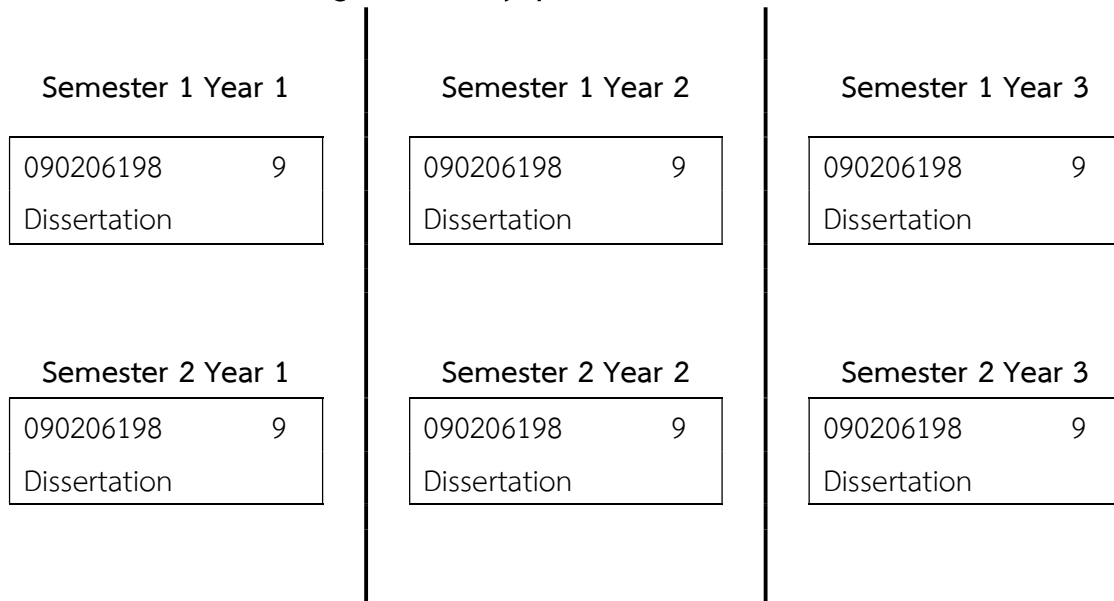 Semester 1 Year 1
090206198 9
Dissertation
Semester 2 Year 1
090206198 9
Dissertation
Semester 1 Year 2
090206198 9
Dissertation
Semester 2 Year 2
090206198 9
Dissertation
Semester 1 Year 3
090206198 9
Dissertation
Semester 2 Year 3
090206198 9
Dissertation